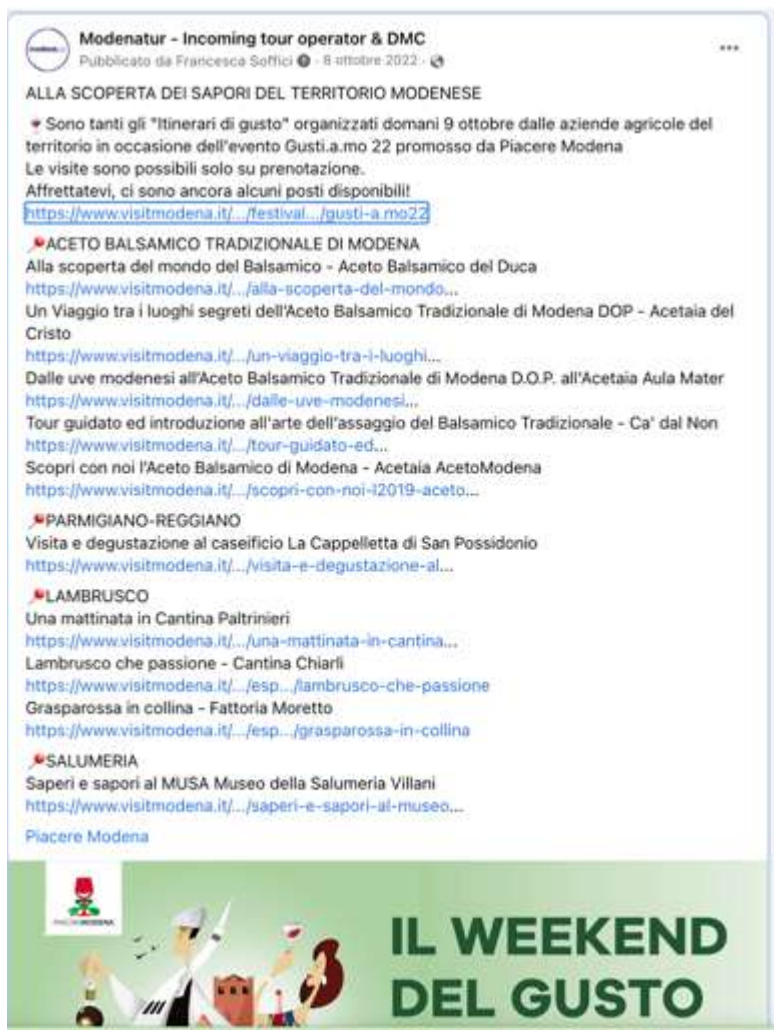 Modenatur - Incoming tour operator & DMC
Pubblicato da Francesca Soffici · 8 ottobre 2022 ·
ALLA SCOPERTA DEI SAPORI DEL TERRITORIO MODENESE
Sono tanti gli "Itinerari di gusto" organizzati domani 9 ottobre dalle aziende agricole del
territorio in occasione dell'evento Gusti.a.mo 22 promosso da Piacere Modena
Le visite sono possibili solo su prenotazione.
Affrettatevi, ci sono ancora alcuni posti disponibili!
https://www.visitmodena.it/.../festival.../gusti-a.mo22
📌ACETO BALSAMICO TRADIZIONALE DI MODENA
Alla scoperta del mondo del Balsamico - Aceto Balsamico del Duca
https://www.visitmodena.it/.../alla-scoperta-del-mondo...
Un Viaggio tra i luoghi segreti dell'Aceto Balsamico Tradizionale di Modena DOP - Acetaia del
Cristo
https://www.visitmodena.it/.../un-viaggio-tra-i-luoghi...
Dalle uve modenesi all'Aceto Balsamico Tradizionale di Modena D.O.P. all'Acetaia Aula Mater
https://www.visitmodena.it/.../dalle-uve-modenesi...
Tour guidato ed introduzione all'arte dell'assaggio del Balsamico Tradizionale - Ca' dal Non
https://www.visitmodena.it/.../tour-guidato-ed...
Scopri con noi l'Aceto Balsamico di Modena - Acetaia AcetoModena
https://www.visitmodena.it/.../scopri-con-noi-l2019-aceto...
📌PARMIGIANO-REGGIANO
Visita e degustazione al caseificio La Cappelletta di San Possidonio
https://www.visitmodena.it/.../visita-e-degustazione-al...
📌LAMBRUSCO
Una mattinata in Cantina Paltrinieri
https://www.visitmodena.it/.../una-mattinata-in-cantina...
Lambrusco che passione - Cantina Chiarli
https://www.visitmodena.it/.../esp.../lambrusco-che-passione
Grasparossa in collina - Fattoria Moretto
https://www.visitmodena.it/.../esp.../grasparossa-in-collina
📌SALUMERIA
Saperi e sapori al MUSA Museo della Salumeria Villani
https://www.visitmodena.it/.../saperi-e-sapori-al-museo...
Piacere Modena
PIACERE MODENA
IL WEEKEND
DEL GUSTO